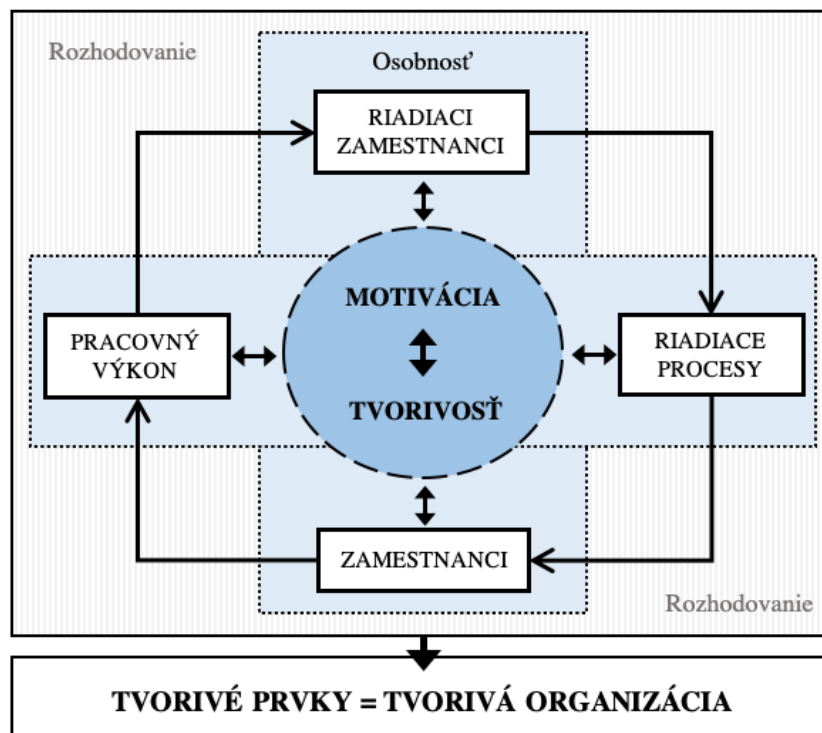 Rozhodovanie
Osobnosť
RIADIACI
ZAMESTNANCI
MOTIVÁCIA
PRACOVNÝ
VÝKON
RIADIACE
PROCESY
TVORIVOSŤ
ZAMESTNANCI
Rozhodovanie
TVORIVÉ PRVKY = TVORIVÁ ORGANIZÁCIA